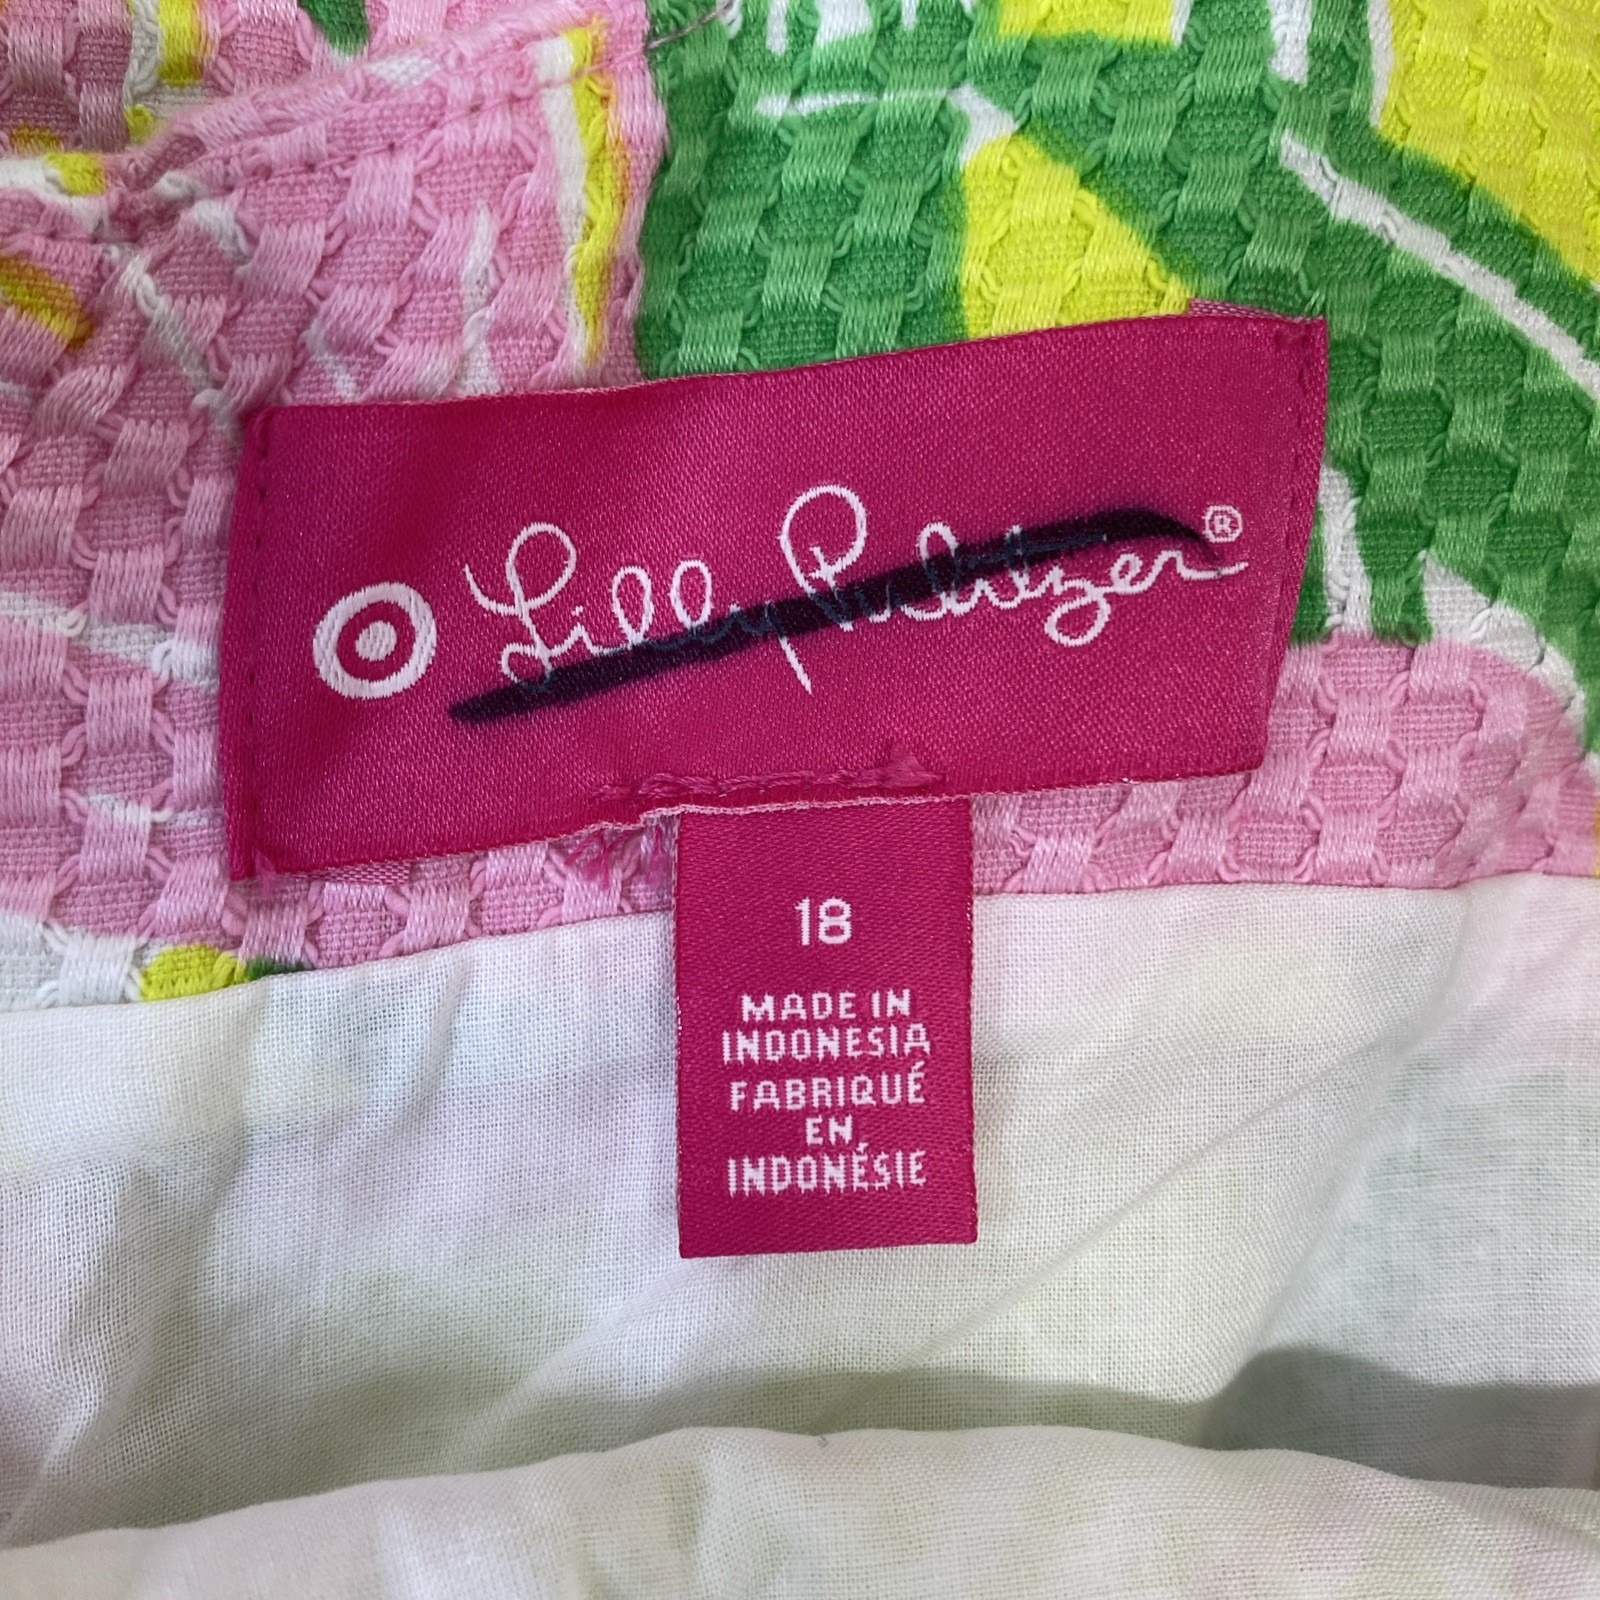 Lilly Pulitzer®
18
MADE IN
INDONESIA
FABRIQUÉ
EN
INDONÉSIE